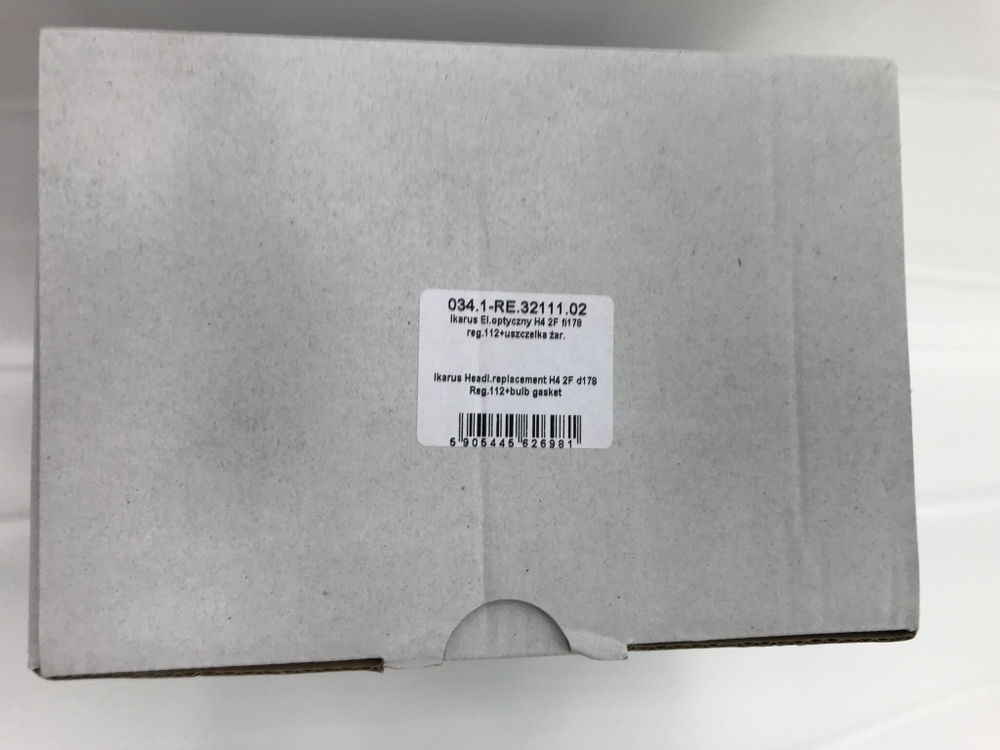 034.1-RE.32111.02
Ikarus El.optyczny H4 2F fi178
reg.112+uszczelka żar.
Ikarus Headl.replacement H4 2F d178
Reg.112+bulb gasket
5 905445 626981